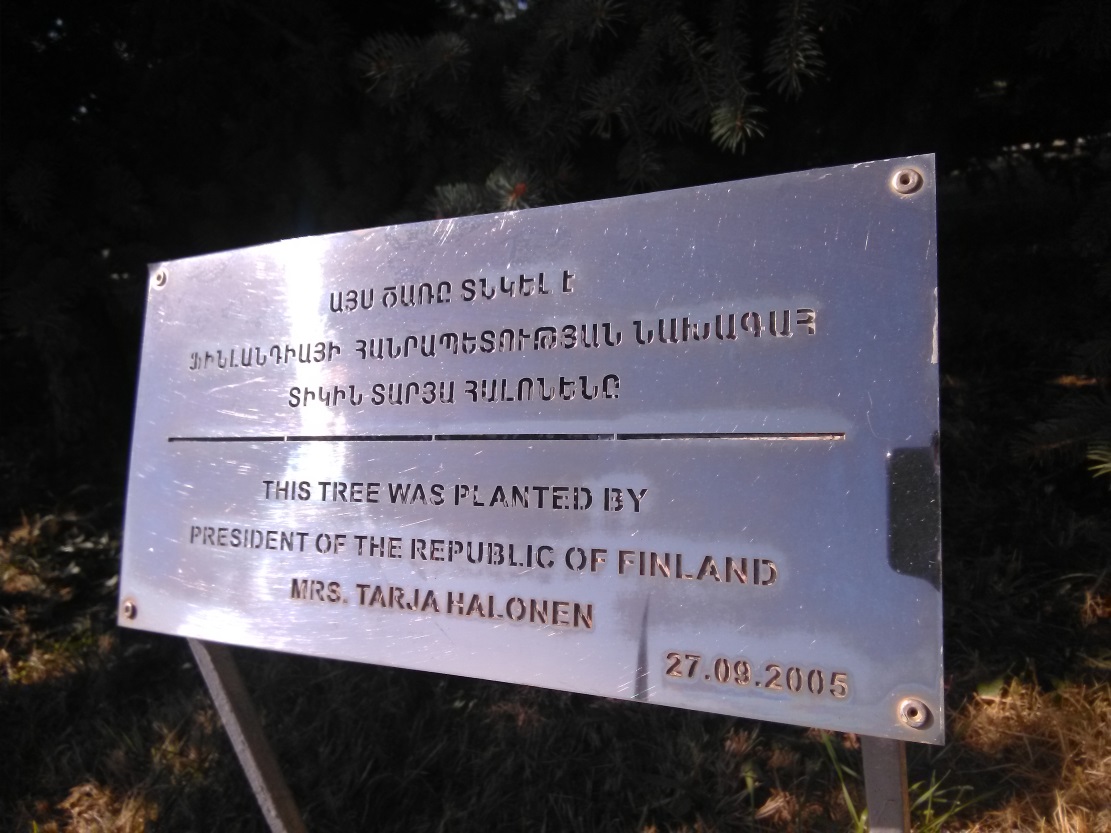 ԱՅՍ ԾԱՌԸ ՏՆԿԵԼ Է
ՖԻՆԼԱՆԴԻԱՅԻ ՀԱՆՐԱՊԵՏՈՒԹՅԱՆ ՆԱԽԱԳԱՀ
ՏԻԿԻՆ ՏԱՐՅԱ ՀԱԼՈՆԵՆԸ
THIS TREE WAS PLANTED BY
PRESIDENT OF THE REPUBLIC OF FINLAND
MRS. TARJA HALONEN
27.09.2005